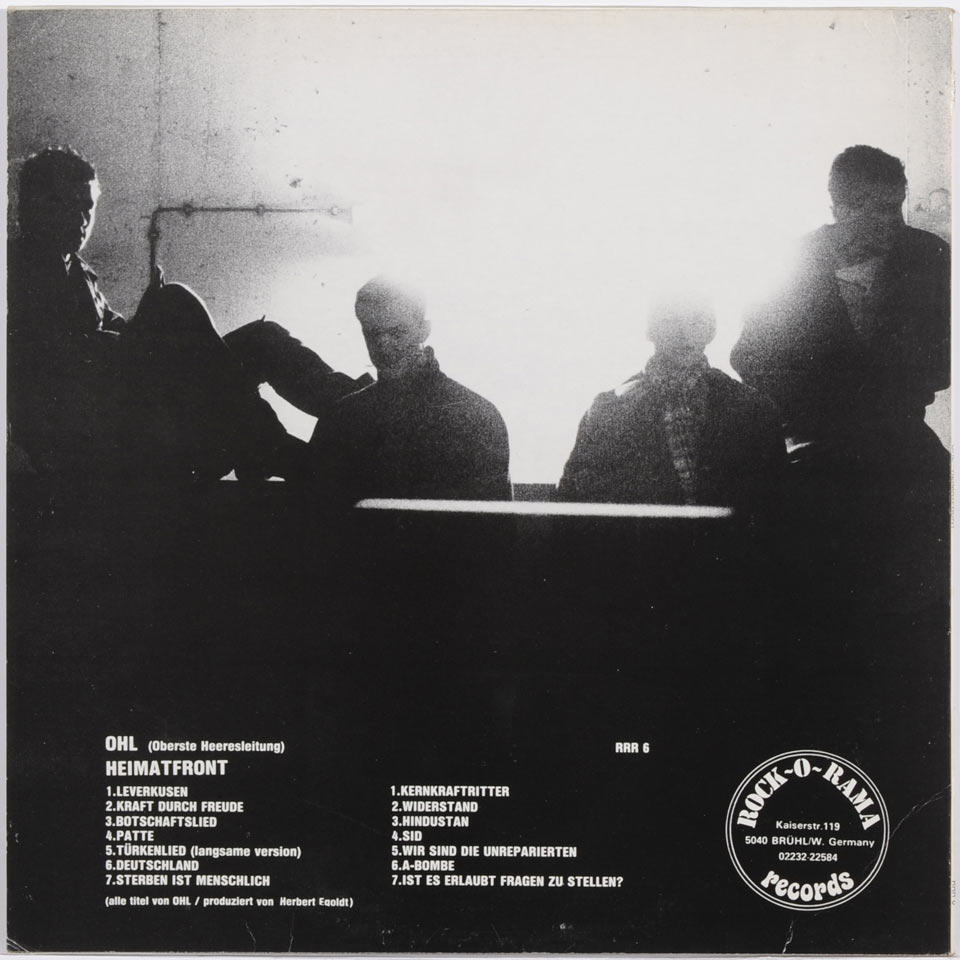 OHL (Oberste Heeresleitung)
HEIMATFRONT
1.LEVERKUSEN
2.KRAFT DURCH FREUDE
3.BOTSCHAFTSLIED
4.PATTE
5.TÜRKENLIED (langsame version)
6.DEUTSCHLAND
7.STERBEN IST MENSCHLICH
(alle titel von OHL / produziert von Herbert Egoldt)
RRR 6
1.KERNKRAFTRITTER
2.WIDERSTAND
3.HINDUSTAN
4.SID
5.WIR SIND DIE UNREPARIERTEN
6.A-BOMBE
7.IST ES ERLAUBT FRAGEN ZU STELLEN?
ROCK-O-RAMA
Kaiserstr.119
5040 BRÜHL/W. Germany
02232-22584
records